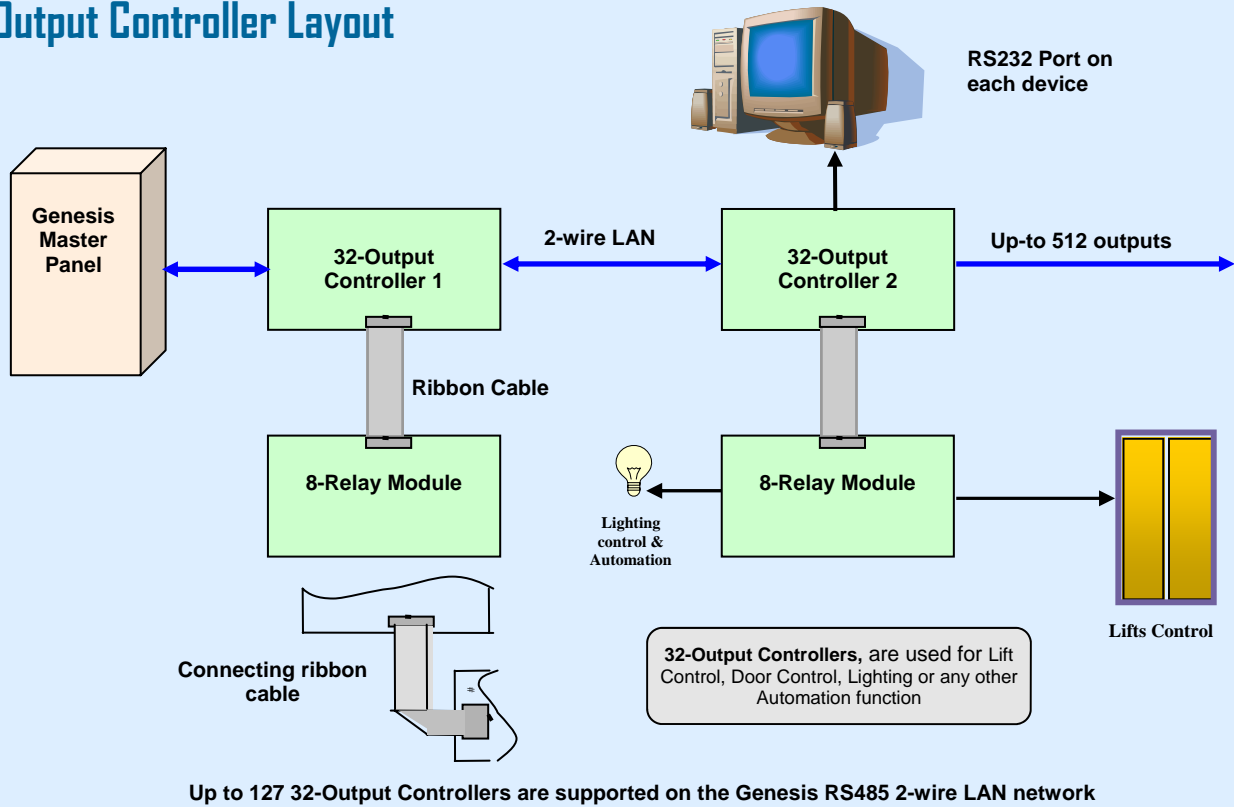 Output Controller Layout
RS232 Port on
each device
Genesis
Master
Panel
32-Output
Controller 1
2-wire LAN
32-Output
Controller 2
Up-to 512 outputs
Ribbon Cable
8-Relay Module
8-Relay Module
Lighting
control &
Automation
Lifts Control
Connecting ribbon
cable
32-Output Controllers, are used for Lift
Control, Door Control, Lighting or any other
Automation function
Up to 127 32-Output Controllers are supported on the Genesis RS485 2-wire LAN network